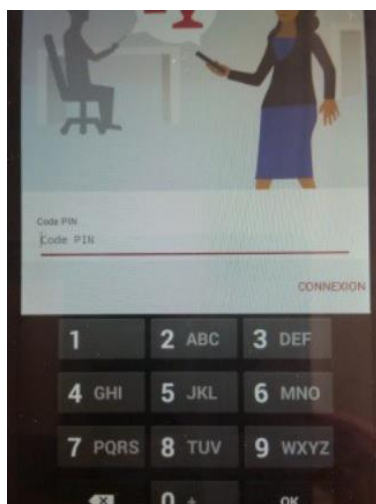 Code PIN
Code PIN
CONNEXION
1
2 ABC
3 DEF
4 GHI
5 JKL
6 MNO
7 PQRS
8 TUV
9 WXYZ
0 +
OK